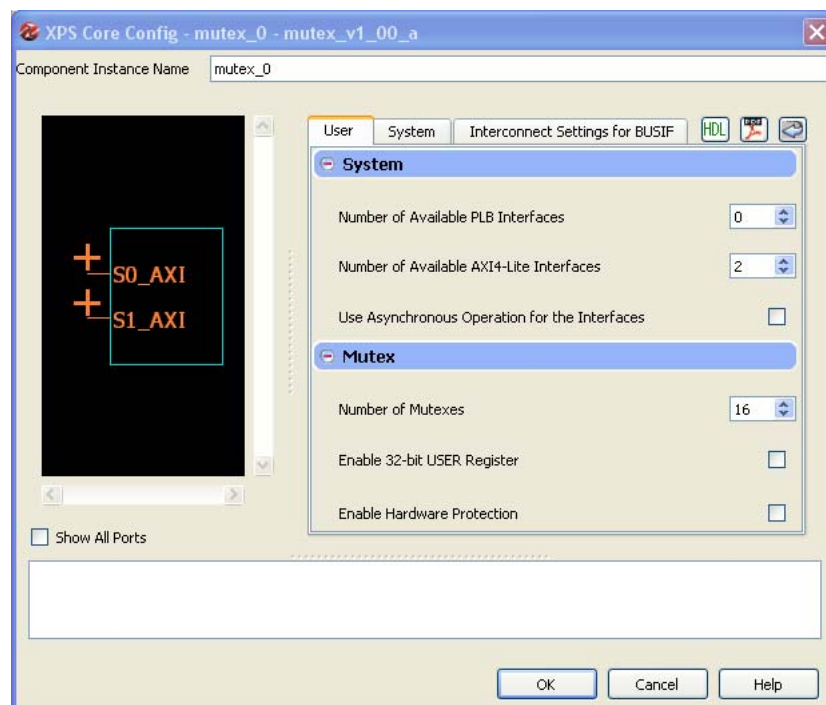 XPS Core Config - mutex_0 - mutex_v1_00_a
Component Instance Name mutex_0
User System Interconnect Settings for BUSIF HDL
System
Number of Available PLB Interfaces 0
Number of Available AXI4-Lite Interfaces 2
S0_AXI
S1_AXI
Use Asynchronous Operation for the Interfaces
Mutex
Number of Mutexes 16
Enable 32-bit USER Register
Enable Hardware Protection
Show All Ports
OK Cancel Help